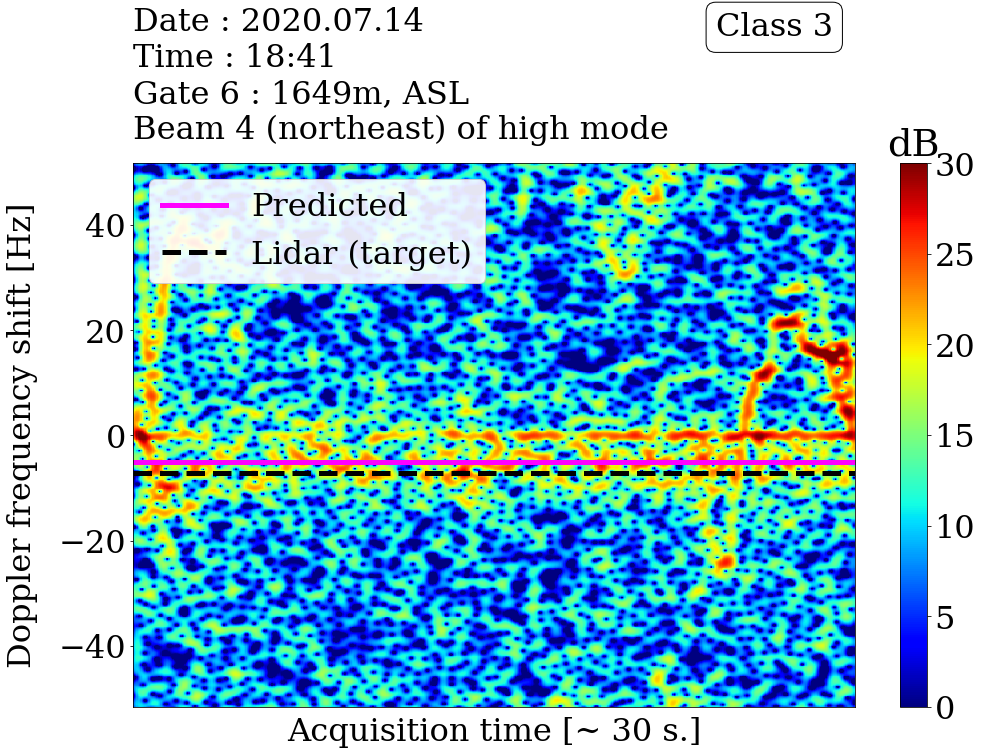 Date : 2020.07.14
Time : 18:41
Gate 6 : 1649m, ASL
Beam 4 (northeast) of high mode
Class 3
dB
Predicted
Lidar (target)
Doppler frequency shift [Hz]
40
20
0
−20
−40
30
25
20
15
10
5
0
Acquisition time [~ 30 s.]